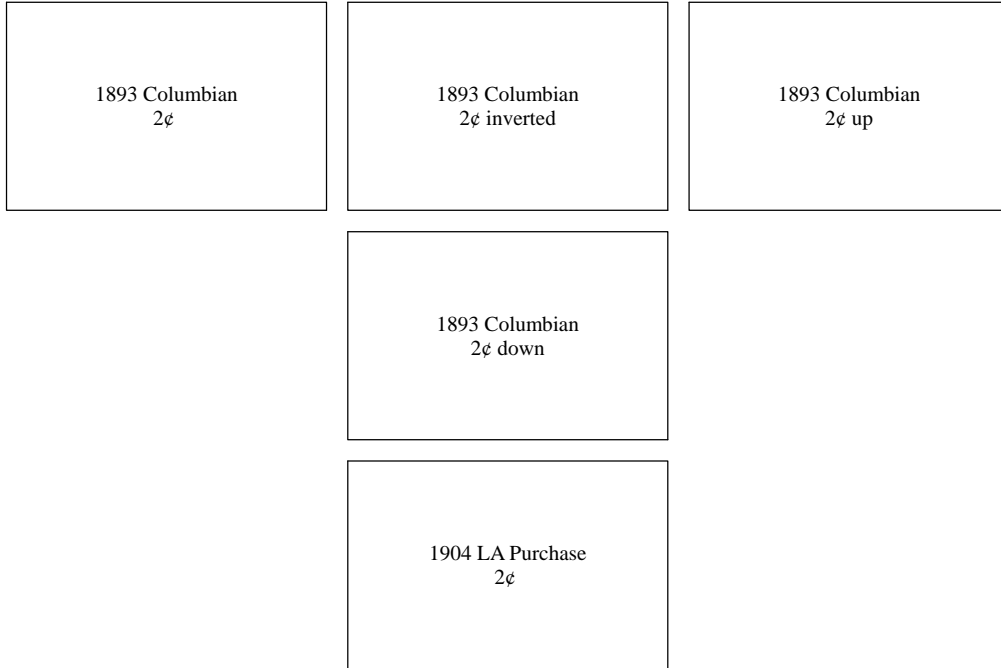 1893 Columbian
2¢
1893 Columbian
2¢ inverted
1893 Columbian
2¢ up
1893 Columbian
2¢ down
1904 LA Purchase
2¢